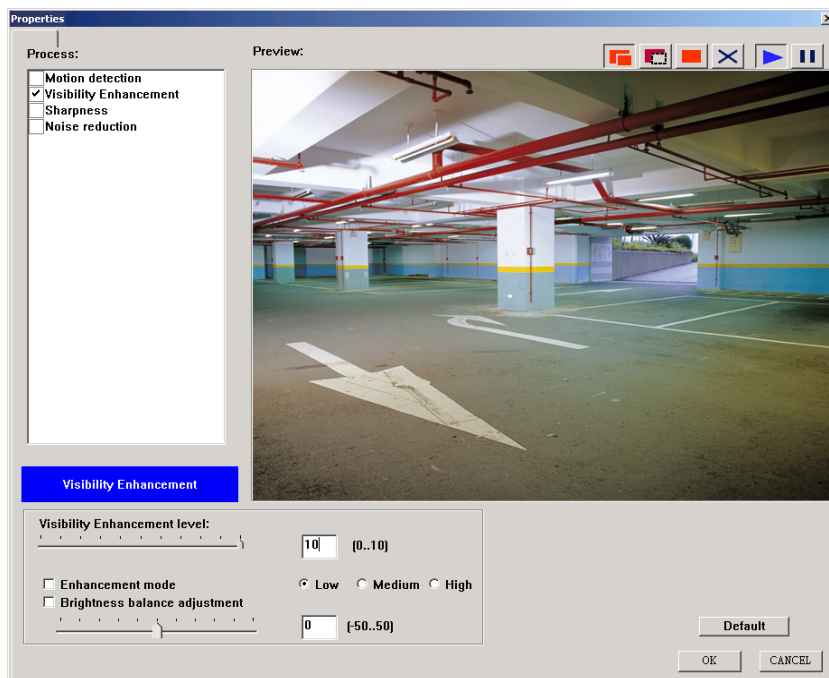 Properties
Process:
Preview:
Motion detection
Visibility Enhancement
Sharpness
Noise reduction
Visibility Enhancement
Visibility Enhancement level:
10 (0..10)
Enhancement mode
Low Medium High
Brightness balance adjustment
0 (-50..50)
Default
OK CANCEL